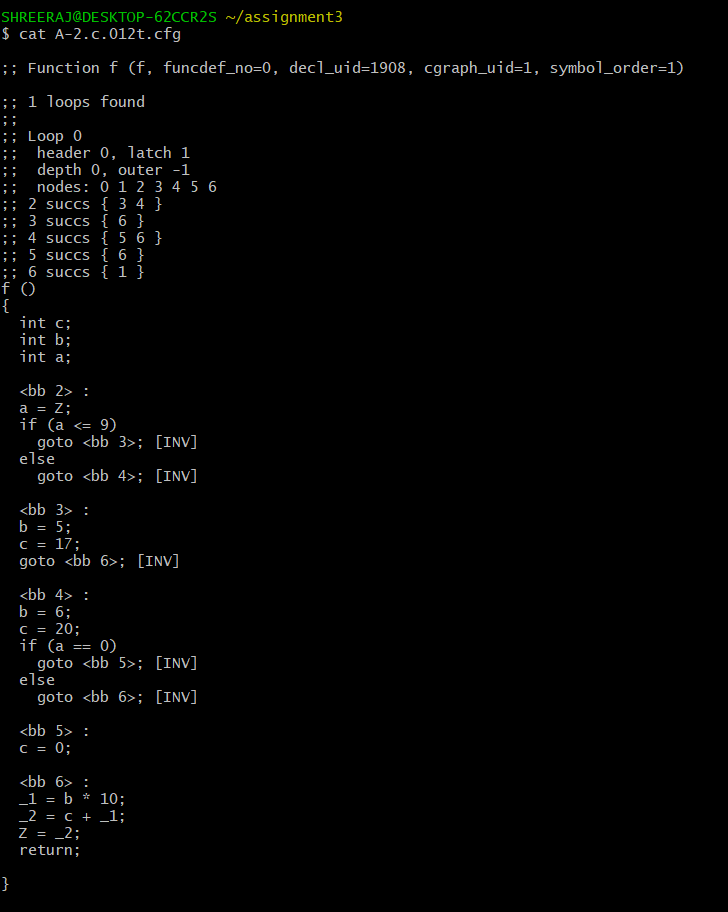 SHREERAJ@DESKTOP-62CCR2S ~/assignment3
$ cat A-2.c.012t.cfg

;; Function f (f, funcdef_no=0, decl_uid=1908, cgraph_uid=1, symbol_order=1)

;; 1 loops found
;;
;; Loop 0
;;  header 0, latch 1
;;  depth 0, outer -1
;;  nodes: 0 1 2 3 4 5 6
;; 2 succs { 3 4 }
;; 3 succs { 6 }
;; 4 succs { 5 6 }
;; 5 succs { 6 }
;; 6 succs { 1 }
f ()
{
  int c;
  int b;
  int a;

  <bb 2> :
  a = Z;
  if (a <= 9)
    goto <bb 3>; [INV]
  else
    goto <bb 4>; [INV]

  <bb 3> :
  b = 5;
  c = 17;
  goto <bb 6>; [INV]

  <bb 4> :
  b = 6;
  c = 20;
  if (a == 0)
    goto <bb 5>; [INV]
  else
    goto <bb 6>; [INV]

  <bb 5> :
  c = 0;

  <bb 6> :
  _1 = b * 10;
  _2 = c + _1;
  Z = _2;
  return;

}